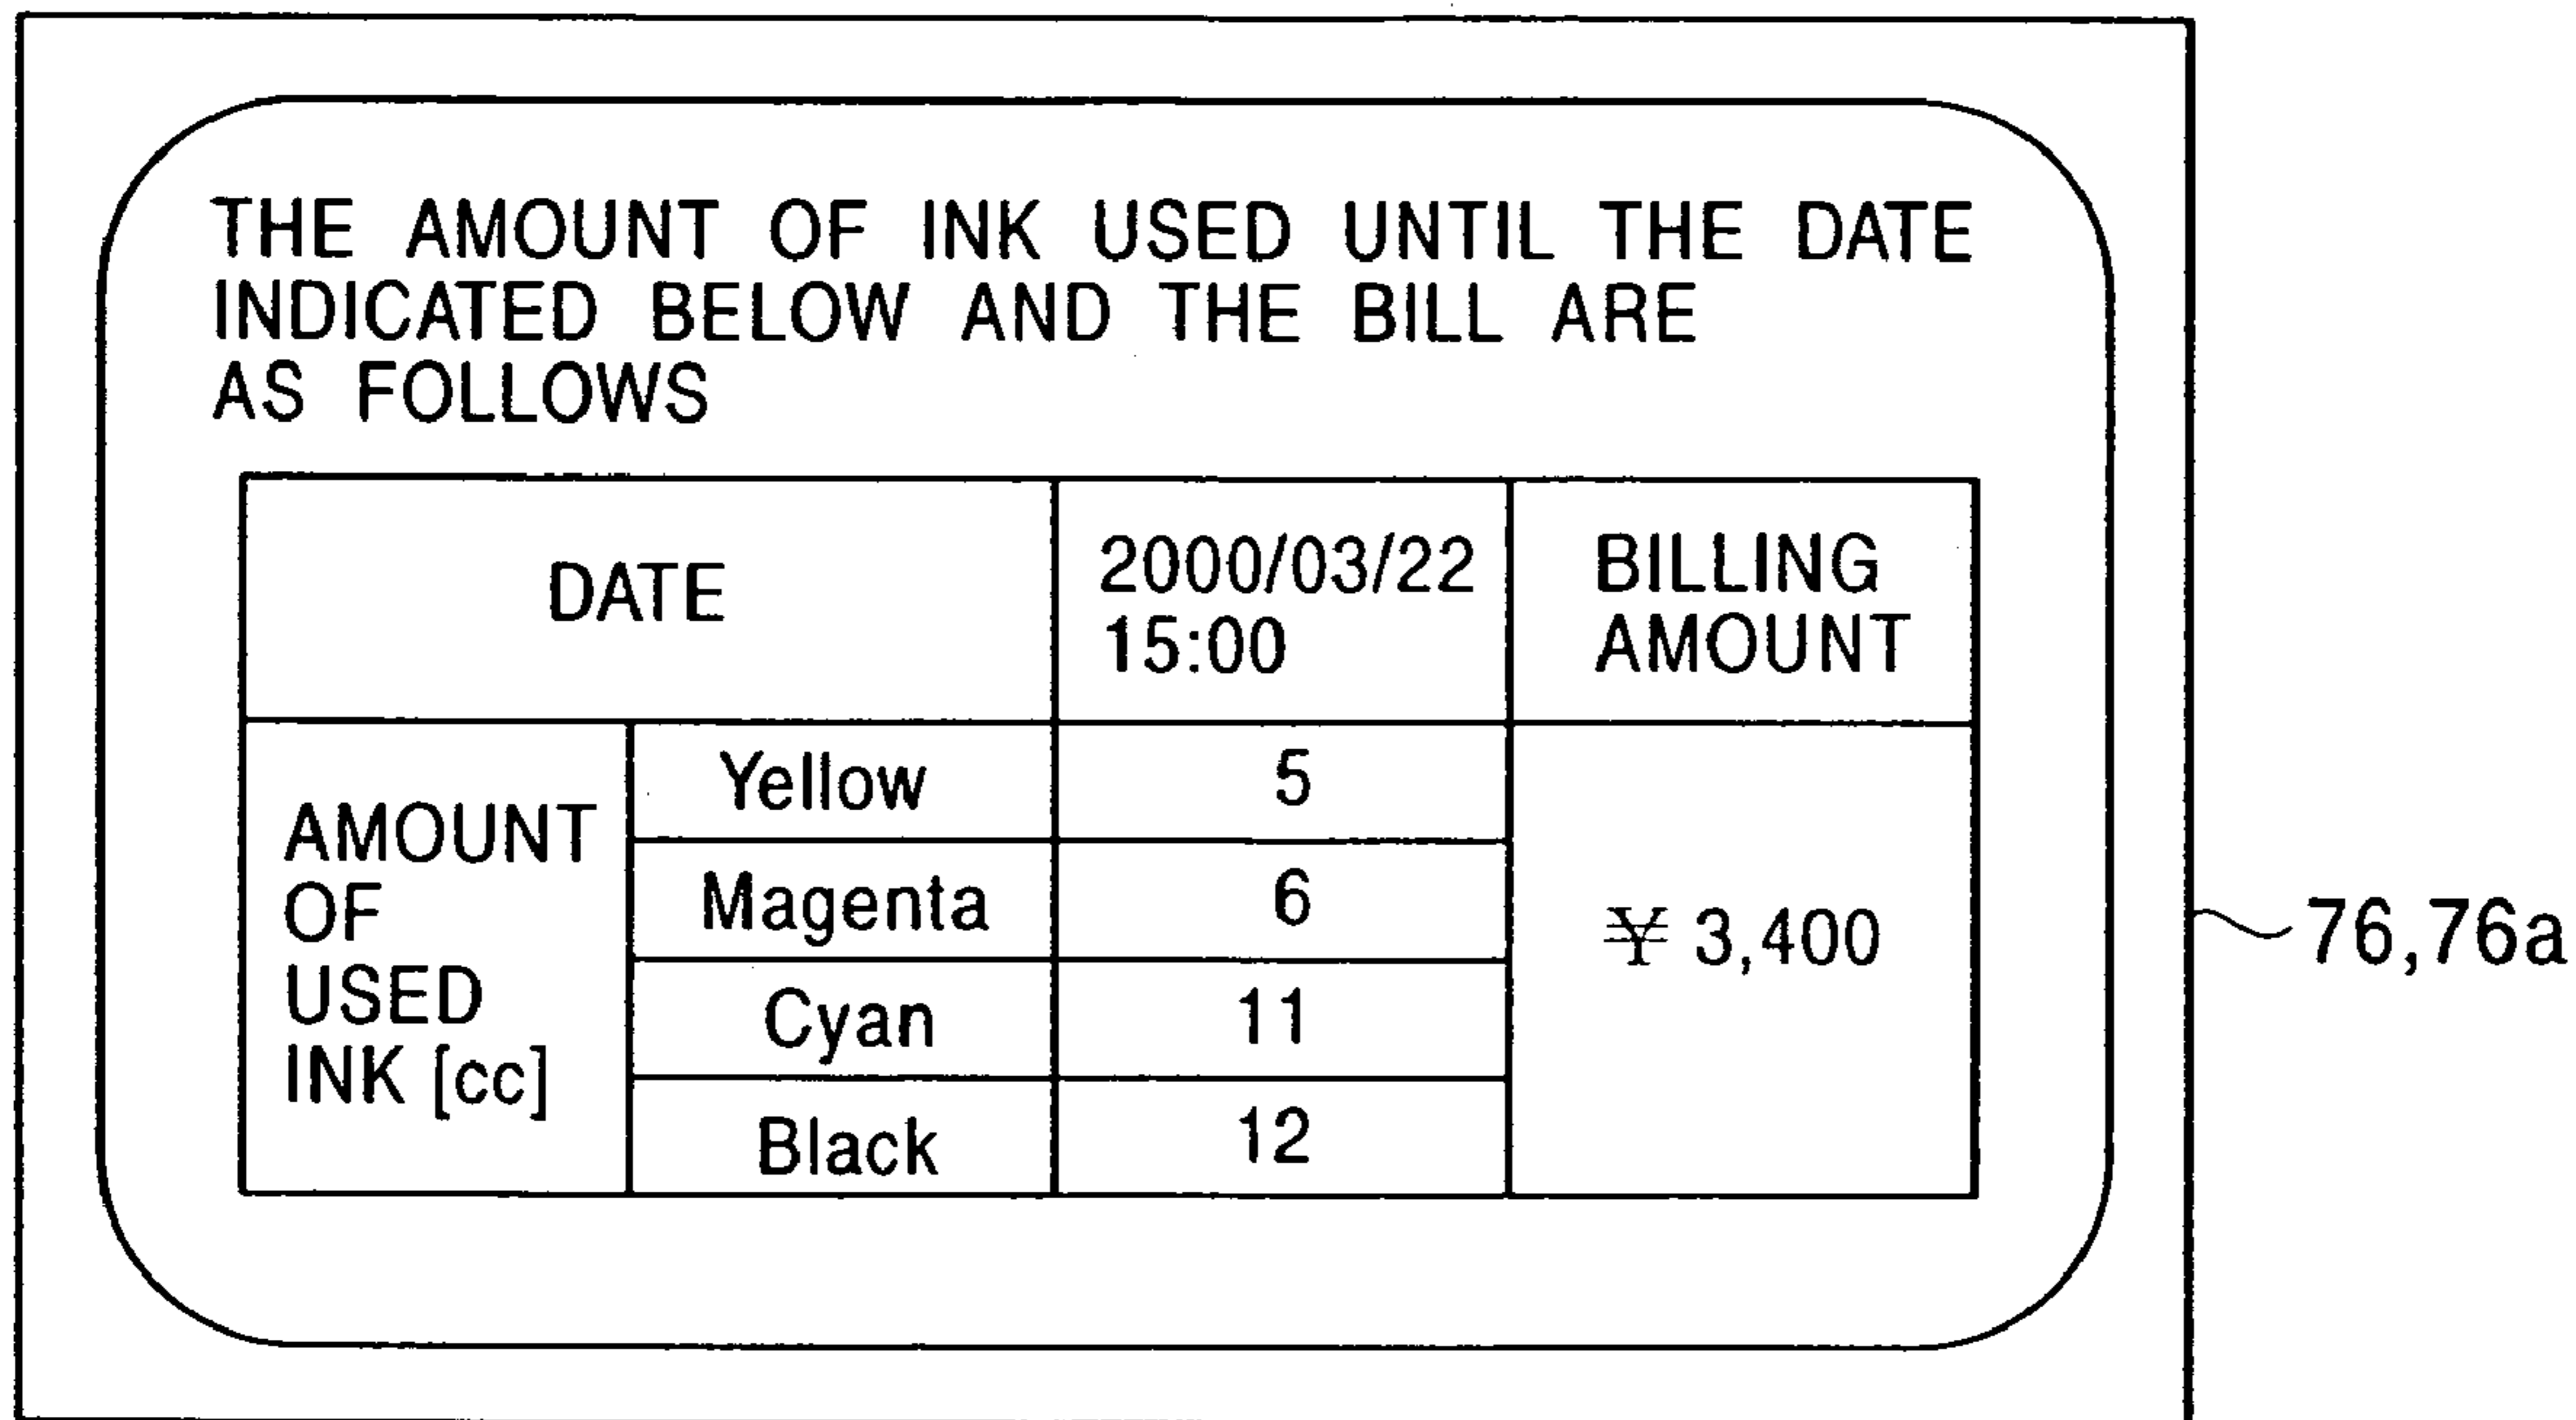 THE AMOUNT OF INK USED UNTIL THE DATE
INDICATED BELOW AND THE BILL ARE
AS FOLLOWS
DATE
2000/03/22
15:00
BILLING
AMOUNT
AMOUNT
OF
USED
INK [cc]
Yellow
5
Magenta
6
Cyan
11
Black
12
¥ 3,400
76,76a